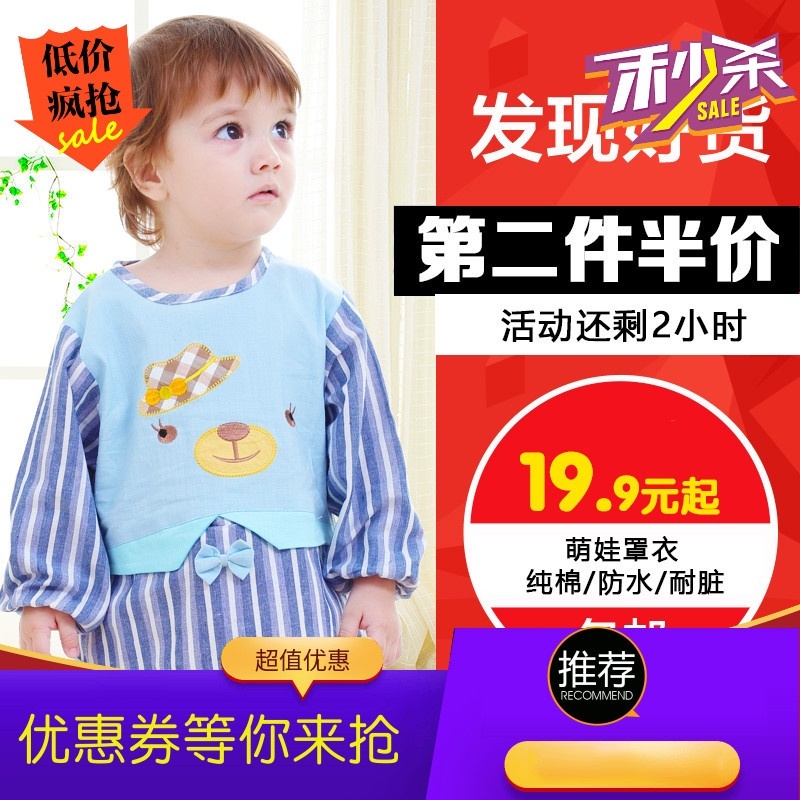 低价
疯抢
sale
秒杀
SALE
发现好货
第二件半价
活动还剩2小时
19.9元起
萌娃罩衣
纯棉/防水/耐脏
超值优惠
优惠券等你来抢
推荐
RECOMMEND